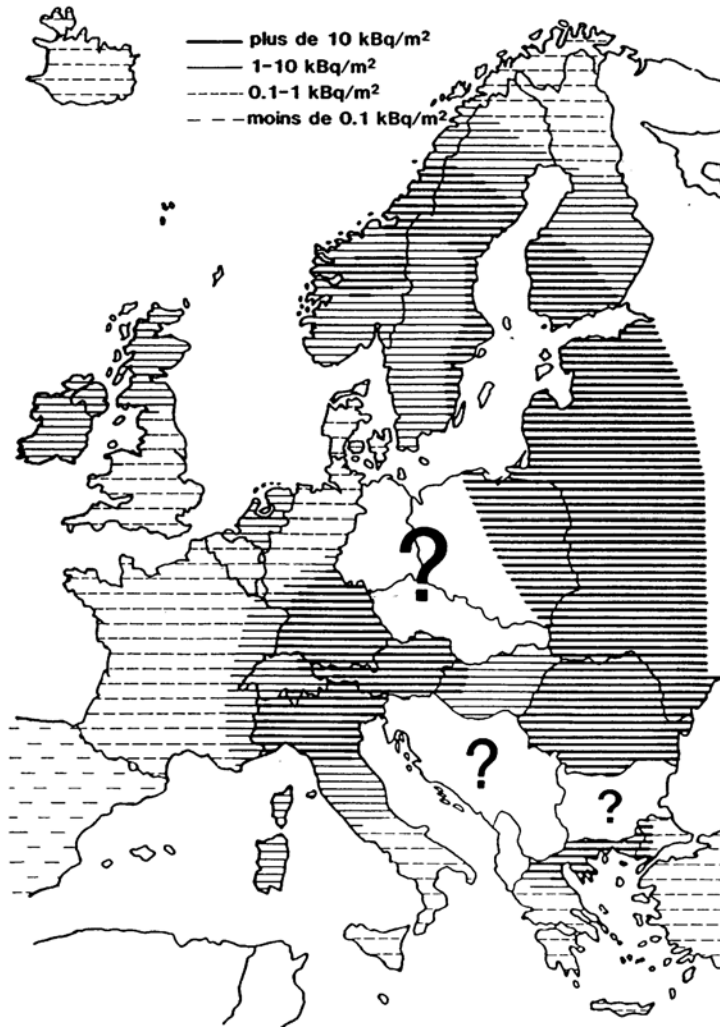 plus de 10 kBq/m²
1-10 kBq/m²
0.1-1 kBq/m²
moins de 0.1 kBq/m²
?
?
?